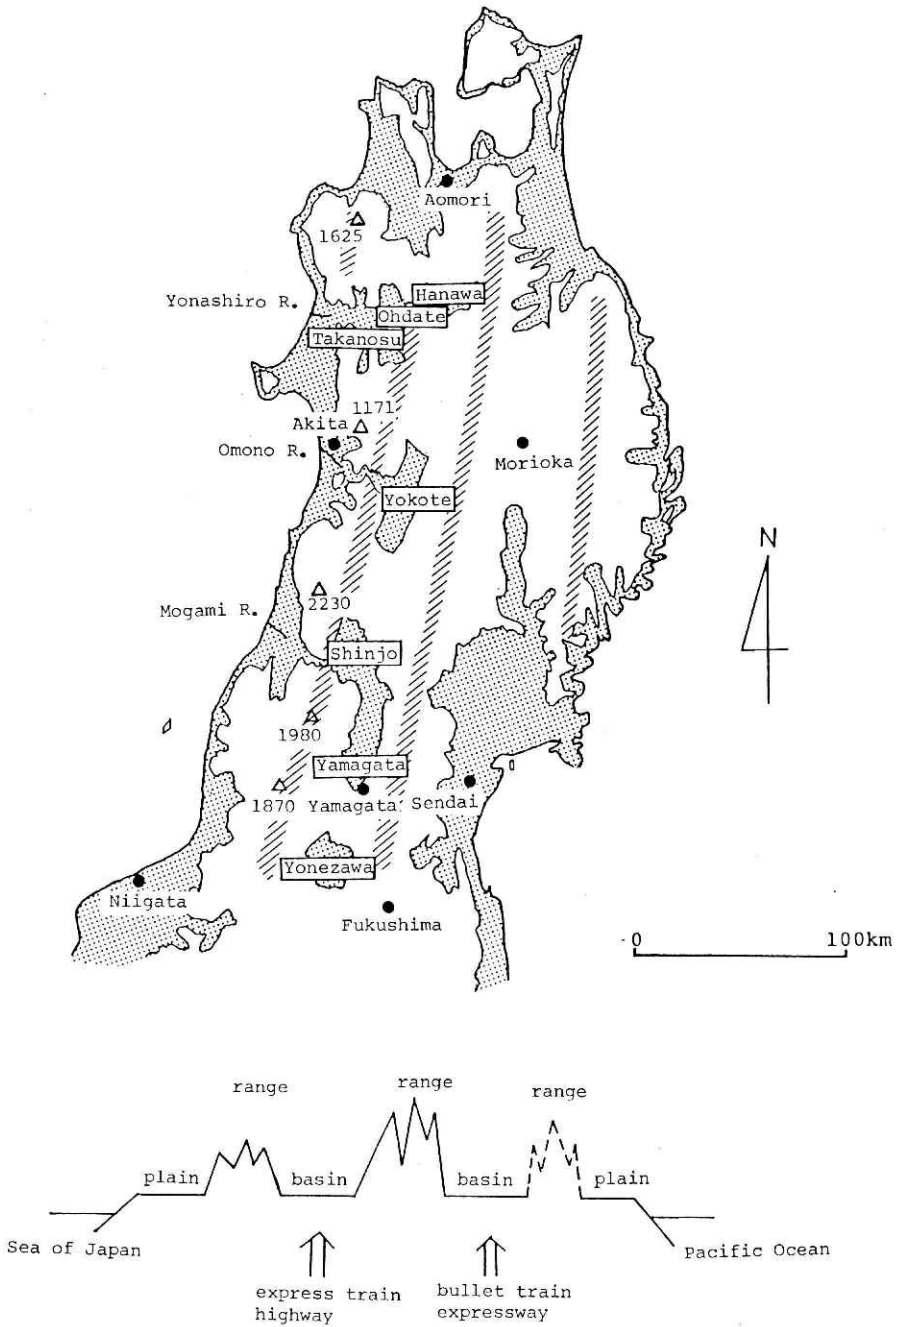 Aomori
1625
Yonashiro R.
Hanawa
Ohdate
Takanosu
1171
Akita
Omono R.
Morioka
Yokote
N
Mogami R.
2230
Shinjo
1980
Yamagata
1870
Yamagata
Sendai
Yonezawa
Niigata
Fukushima
0
100km
range
range
range
plain
basin
basin
plain
Sea of Japan
Pacific Ocean
express train
highway
bullet train
expressway